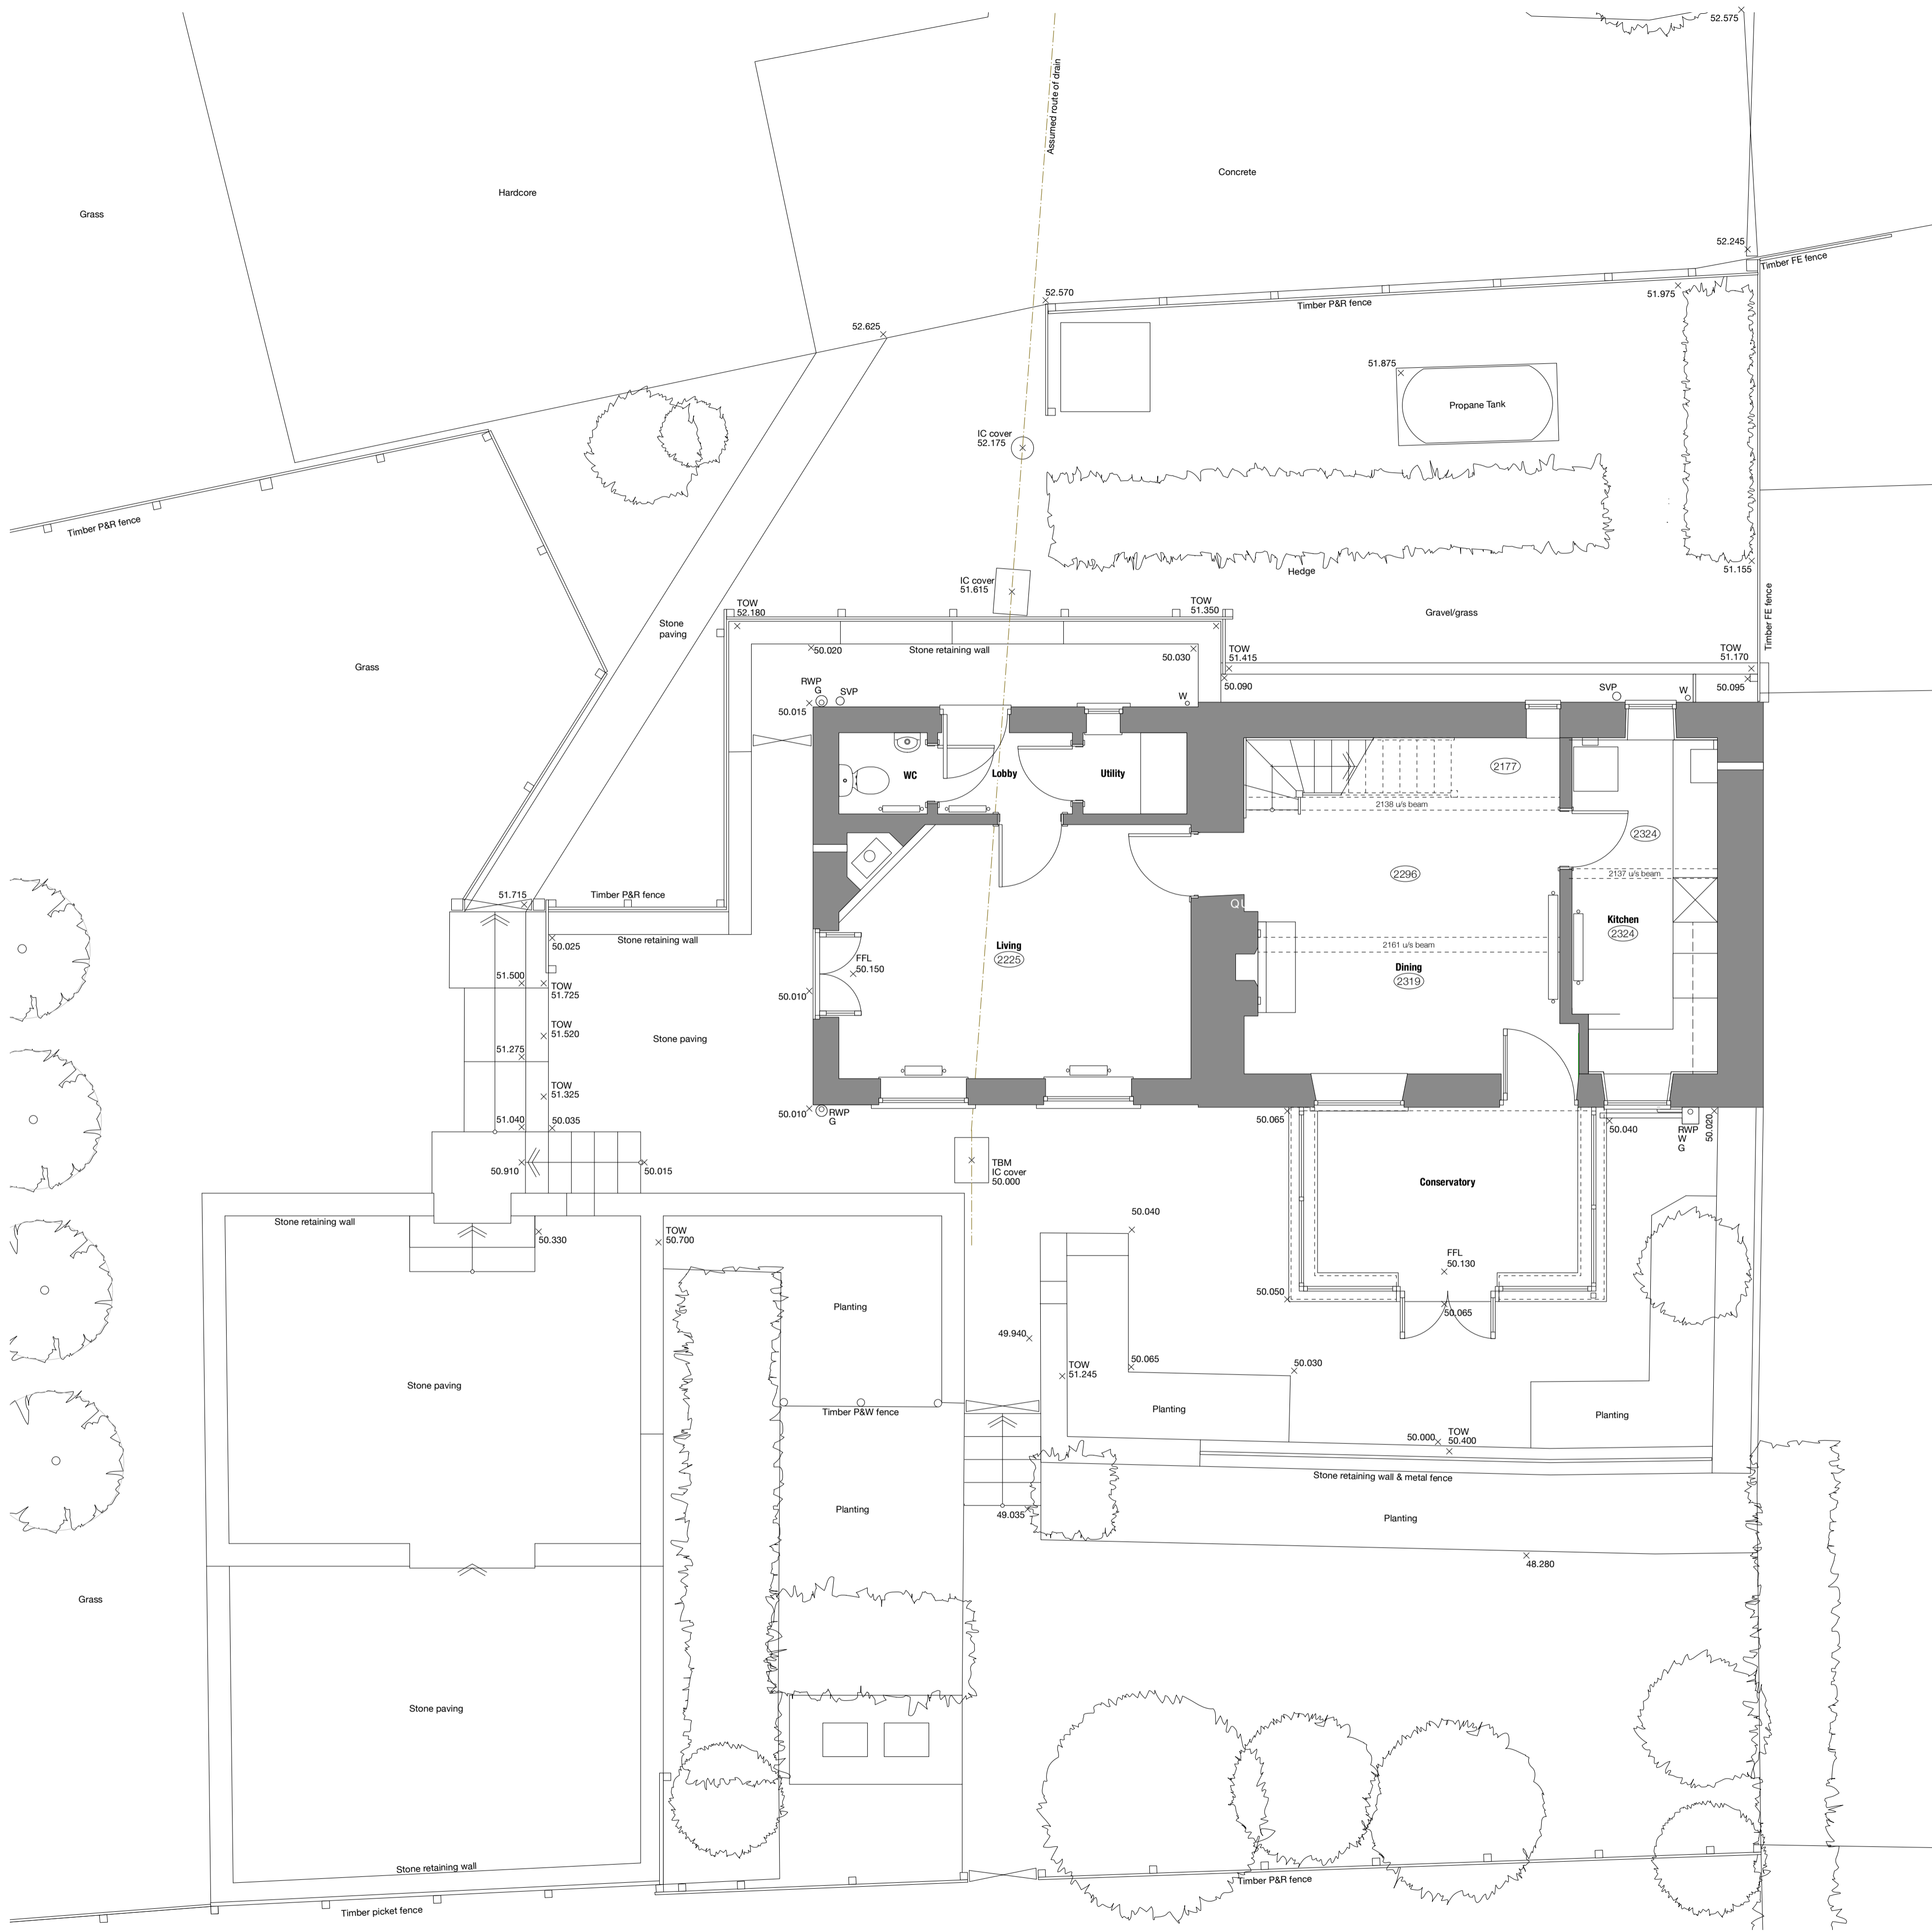 52.575
Assumed route of drain
Concrete
Hardcore
Grass
52.245
Timber FE fence
52.570
Timber P&R fence
51.975
52.625
51.875
Propane Tank
IC cover
52.175
Timber P&R fence
51.155
Hedge
IC cover
51.615
TOW
52.180
TOW
51.350
Gravel/grass
Timber FE fence
Stone
paving
Grass
50.020
Stone retaining wall
50.030
TOW
51.415
TOW
51.170
50.090
50.095
RWP
G
SVP
W
SVP
W
50.015
WC
Lobby
Utility
2177
2138 u/s beam
2324
2296
2137 u/s beam
51.715
Timber P&R fence
QU
Kitchen
2324
50.025
Stone retaining wall
Living
2225
2161 u/s beam
FFL
50.150
Dining
2319
51.500
TOW
51.725
50.010
TOW
51.520
Stone paving
51.275
TOW
51.325
50.010
RWP
G
50.065
50.040
RWP
W
G
50.020
51.040
50.035
50.910
50.015
TBM
IC cover
50.000
Conservatory
Stone retaining wall
50.330
TOW
50.700
50.040
FFL
50.130
50.050
50.065
Planting
49.940
TOW
51.245
50.065
50.030
Stone paving
Timber P&W fence
Planting
Planting
50.000
TOW
50.400
Stone retaining wall & metal fence
Planting
49.035
Planting
48.280
Grass
Stone paving
Stone retaining wall
Timber picket fence
Timber P&R fence